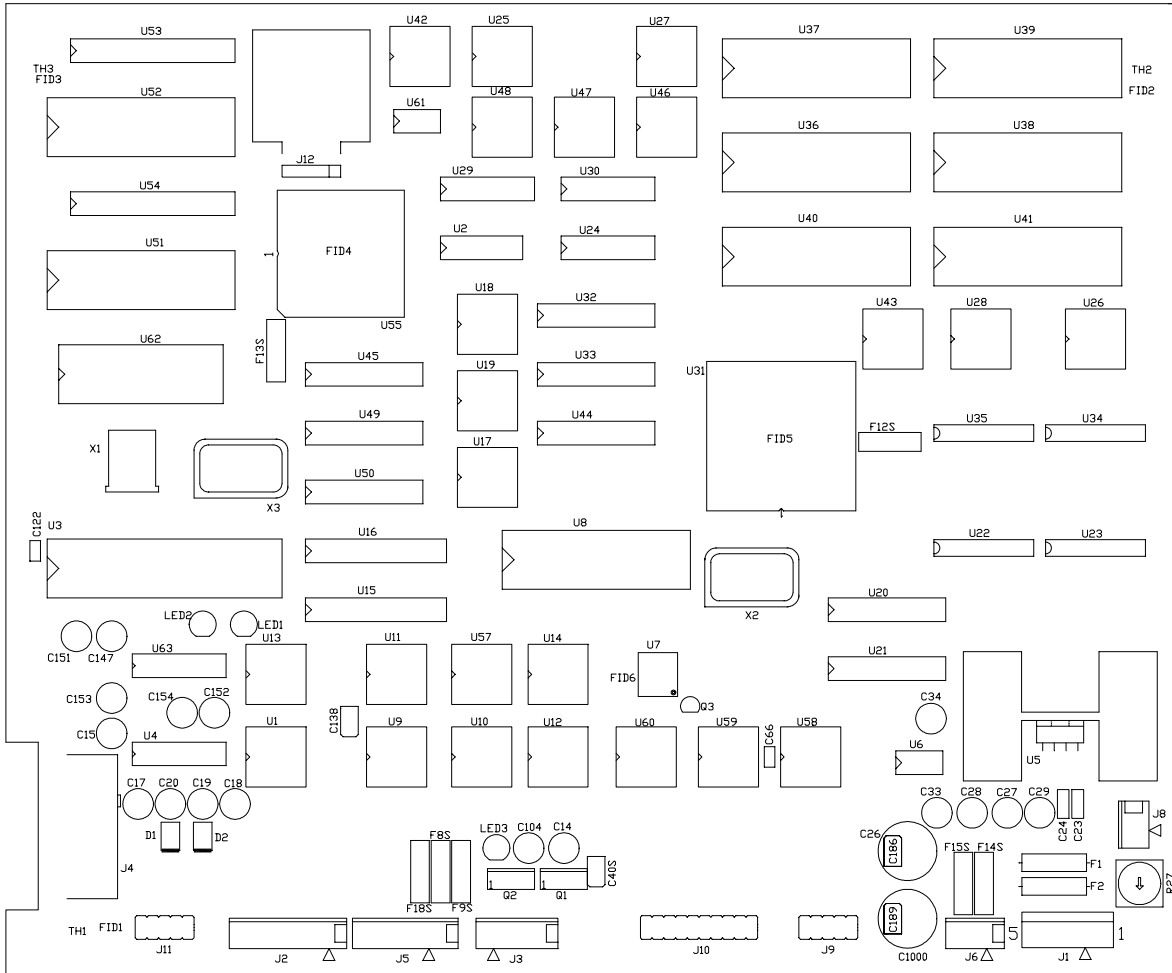 U53
U42
U25
U27
U37
U39
TH3
FID3
TH2
FID2
U52
U61
U48
U47
U46
U36
U38
J12
U29
U30
U54
U2
U24
U40
U41
U51
1
FID4
U18
U32
U43
U28
U26
U55
F13S
U62
U45
U19
U33
U31
U49
U44
F12S
U35
U34
X1
U17
FID5
U50
X3
C122
U3
U16
U8
U22
U23
U15
X2
U20
LED2
LED1
U13
U11
U57
U14
U7
C151
C147
U63
FID6
U21
C153
C154
C152
C138
Q3
C34
C15
U4
U1
U9
U10
U12
U60
U59
C66
U58
U6
U5
C17
C20
C19
C18
C33
C28
C27
C29
C24
C23
J8
D1
D2
F8S
LED3
C104
C14
C26
C186
F15S
F14S
F1
J4
C40S
F2
R27
1
Q2
1
Q1
F18S
F9S
C189
TH1
FID1
5
1
J11
J2
J5
J3
J10
J9
C1000
J6
J1